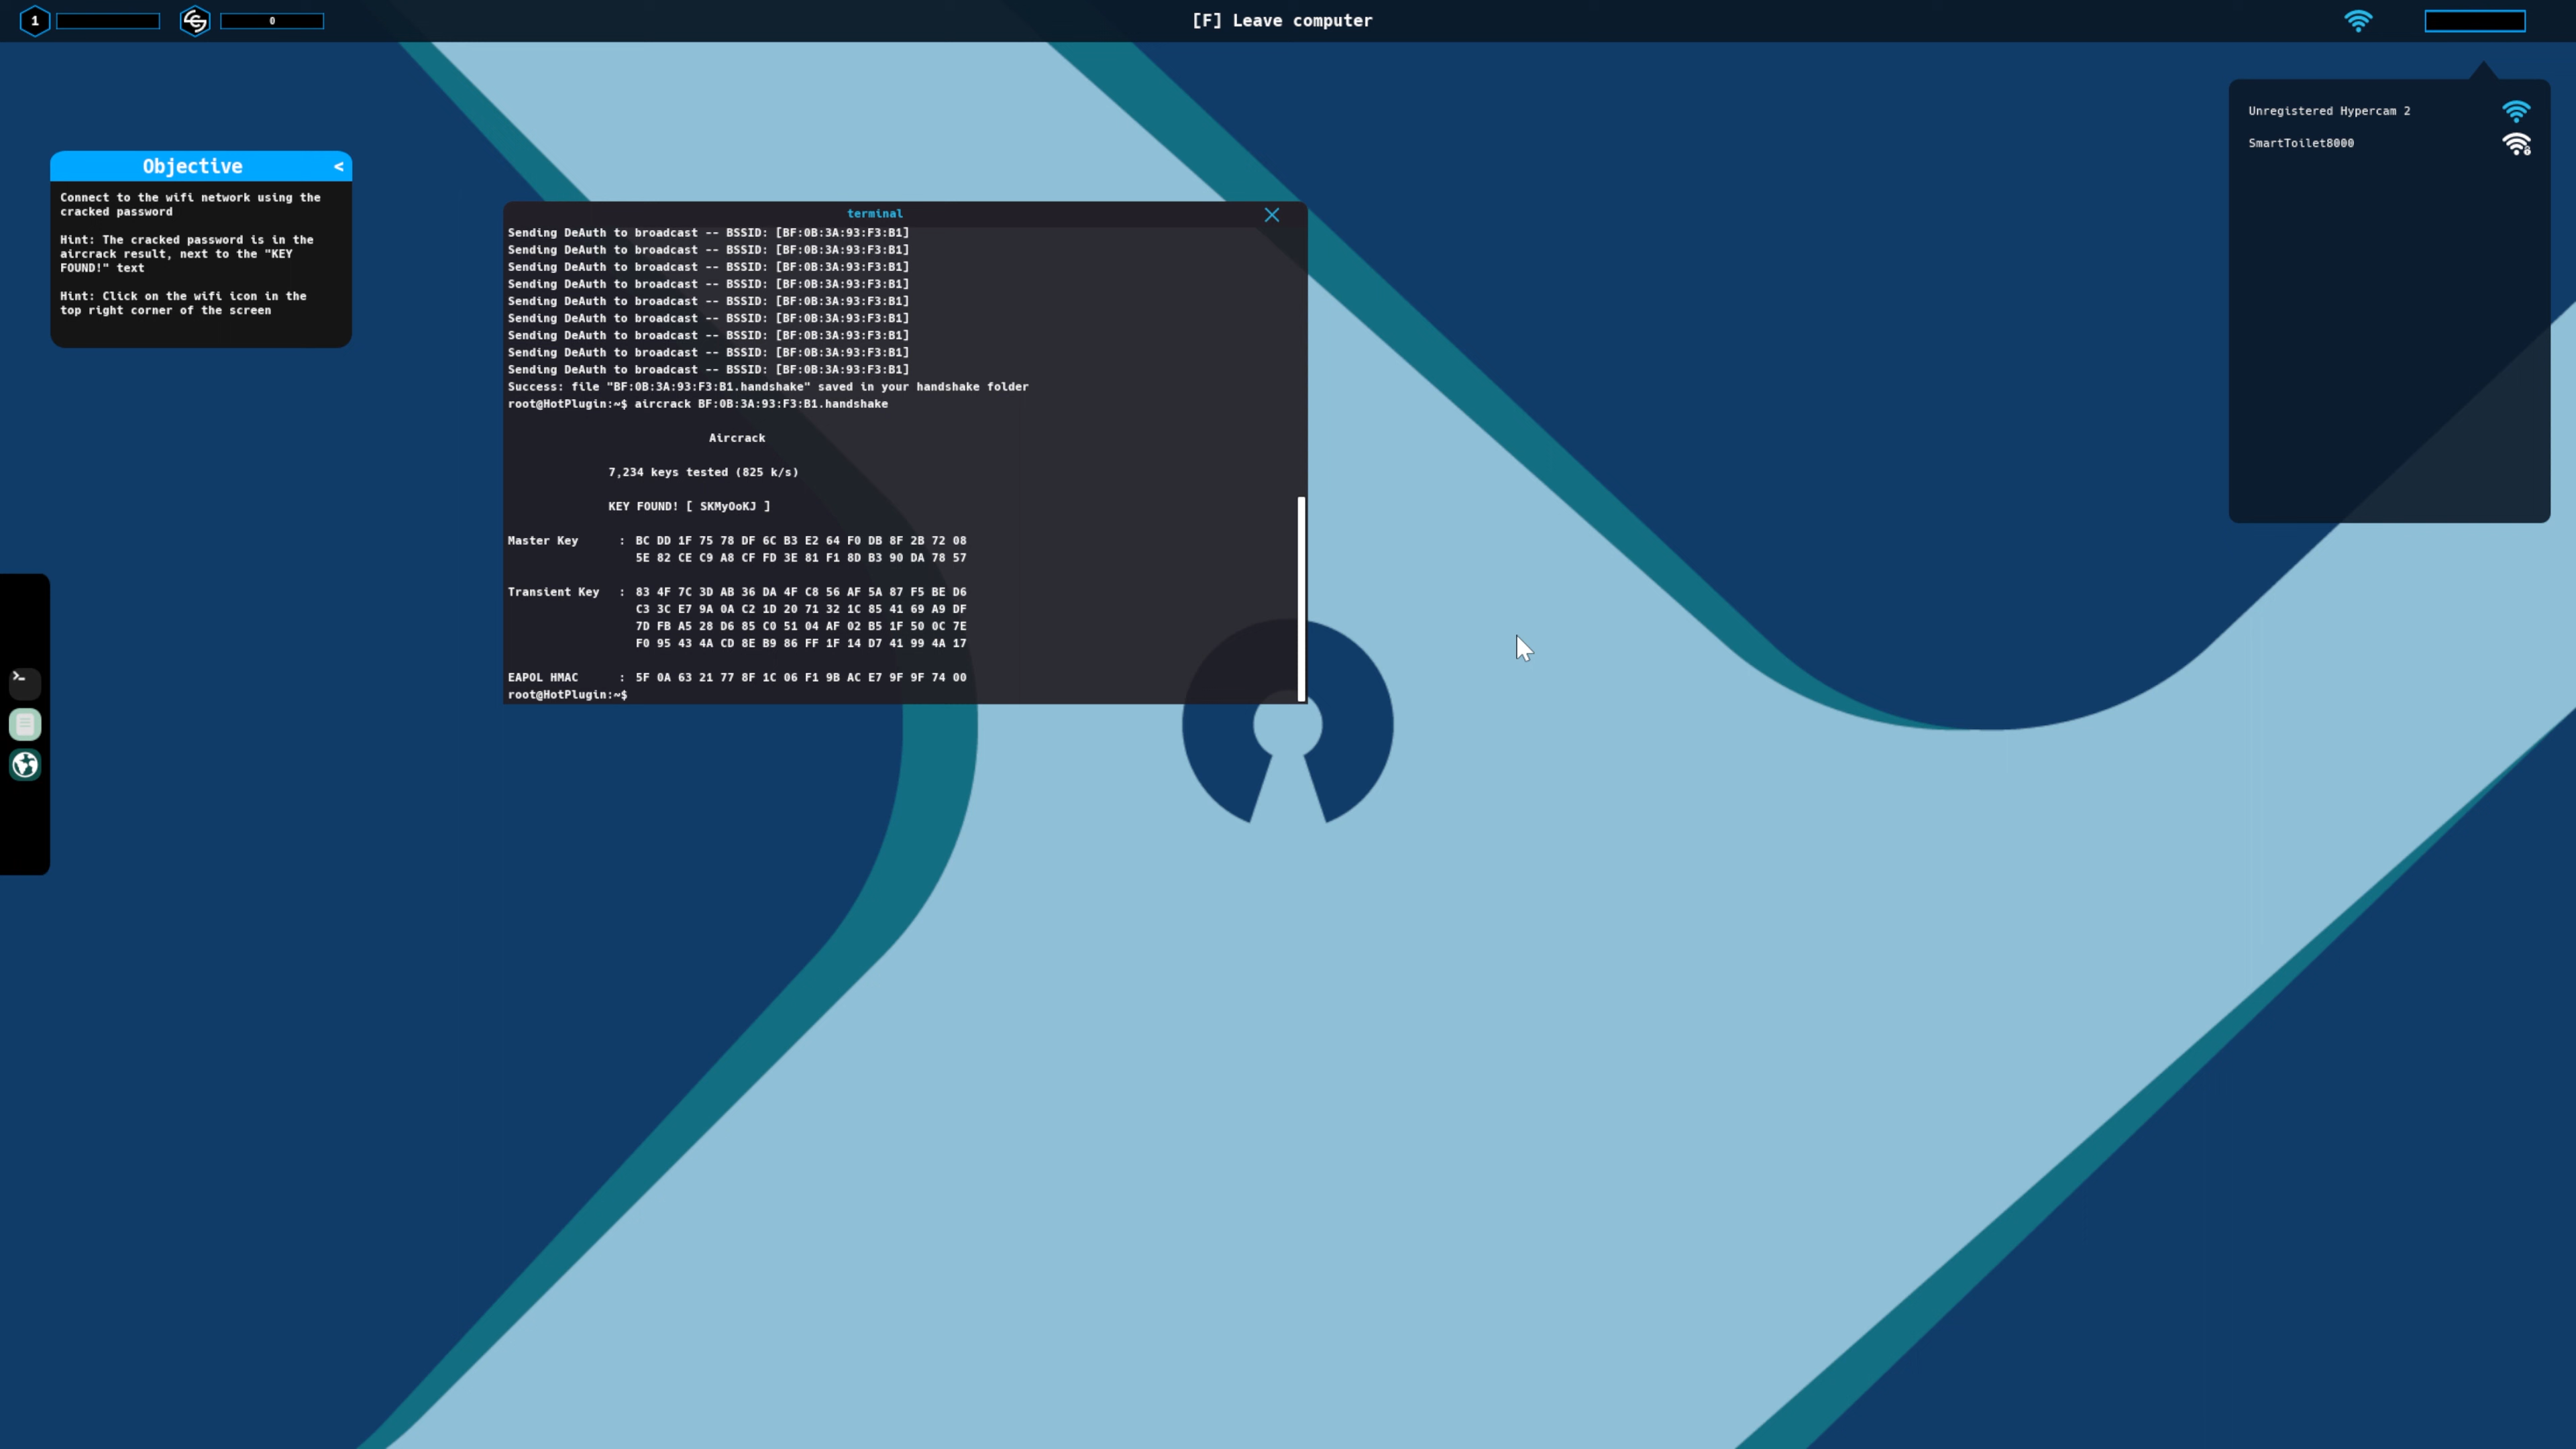 1
0
[F] Leave computer
Unregistered Hypercam 2
SmartToilet8000
Objective <
Connect to the wifi network using the
cracked password
Hint: The cracked password is in the
aircrack result, next to the "KEY
FOUND!" text
Hint: Click on the wifi icon in the
top right corner of the screen
terminal
Sending DeAuth to broadcast -- BSSID: [BF:0B:3A:93:F3:B1]
Sending DeAuth to broadcast -- BSSID: [BF:0B:3A:93:F3:B1]
Sending DeAuth to broadcast -- BSSID: [BF:0B:3A:93:F3:B1]
Sending DeAuth to broadcast -- BSSID: [BF:0B:3A:93:F3:B1]
Sending DeAuth to broadcast -- BSSID: [BF:0B:3A:93:F3:B1]
Sending DeAuth to broadcast -- BSSID: [BF:0B:3A:93:F3:B1]
Sending DeAuth to broadcast -- BSSID: [BF:0B:3A:93:F3:B1]
Sending DeAuth to broadcast -- BSSID: [BF:0B:3A:93:F3:B1]
Sending DeAuth to broadcast -- BSSID: [BF:0B:3A:93:F3:B1]
Success: file "BF:0B:3A:93:F3:B1.handshake" saved in your handshake folder
root@HotPlugin:~$ aircrack BF:0B:3A:93:F3:B1.handshake
Aircrack
7,234 keys tested (825 k/s)
KEY FOUND! [ SKMyOoKJ ]
Master Key : BC DD 1F 75 78 DF 6C B3 E2 64 F0 DB 8F 2B 72 08
5E 82 CE C9 A8 CF FD 3E 81 F1 8D B3 90 DA 78 57
Transient Key : 83 4F 7C 3D AB 36 DA 4F C8 56 AF 5A 87 F5 BE D6
C3 3C E7 9A 0A C2 1D 20 71 32 1C 85 41 69 A9 DF
7D FB A5 28 D6 85 C0 51 04 AF 02 B5 1F 50 0C 7E
F0 95 43 4A CD 8E B9 86 FF 1F 14 D7 41 99 4A 17
EAPOL HMAC : 5F 0A 63 21 77 8F 1C 06 F1 9B AC E7 9F 9F 74 00
root@HotPlugin:~$